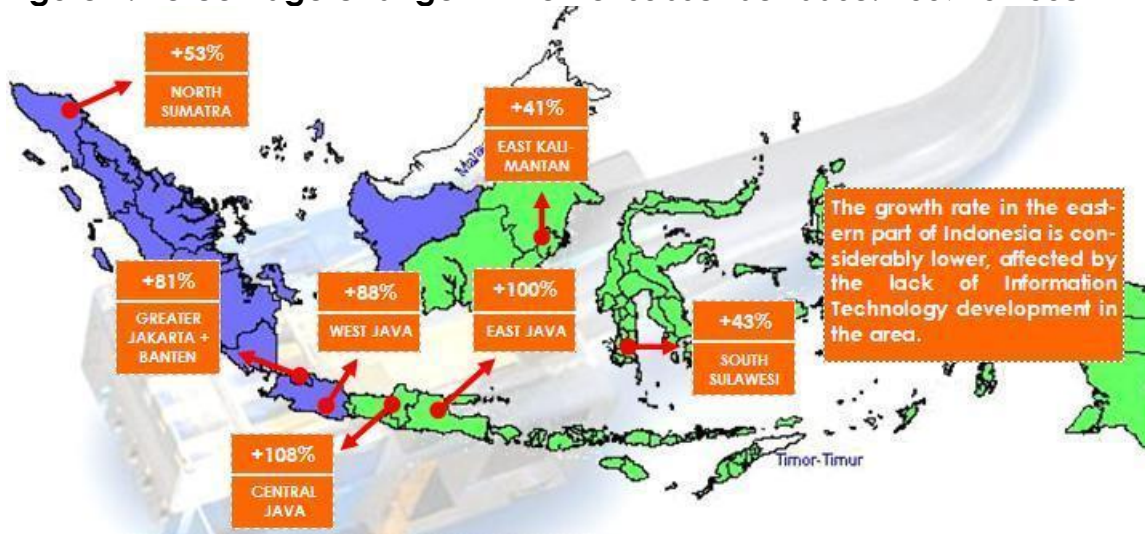 +53%
NORTH
SUMATRA
+41%
EAST KALI-
MANTAN
The growth rate in the east-
ern part of Indonesia is con-
siderably lower, affected by
the lack of Information
Technology development in
the area.
+81%
GREATER
JAKARTA +
BANTEN
+88%
WEST JAVA
+100%
EAST JAVA
+43%
SOUTH
SULAWESI
+108%
CENTRAL
JAVA
Timor-Timur